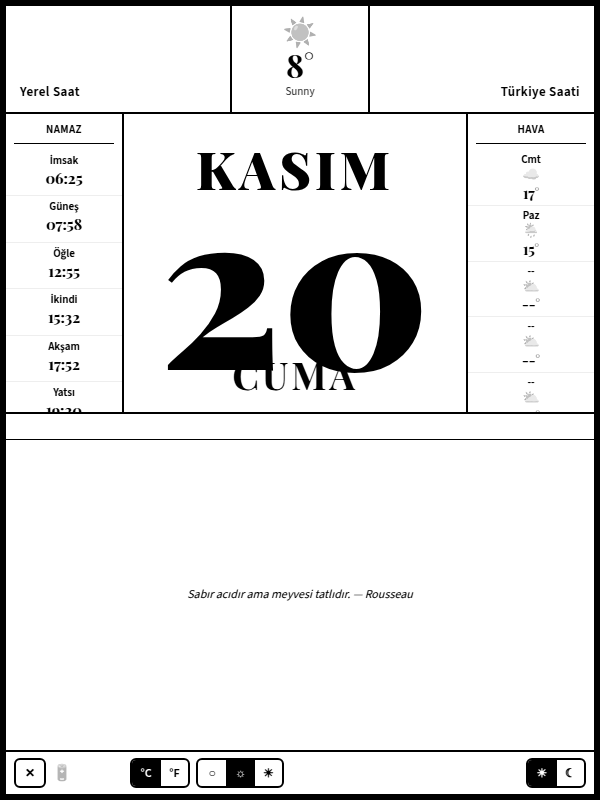 8°
Sunny
Yerel Saat
Türkiye Saati
NAMAZ
İmsak
06:25
Güneş
07:58
Öğle
12:55
İkindi
15:32
Akşam
17:52
Yatsı
KASIM
20
CUMA
HAVA
Cmt
17°
Paz
15°
--
--°
--
--°
--
Sabır acıdır ama meyvesi tatlıdır. — Rousseau
✕
°C °F